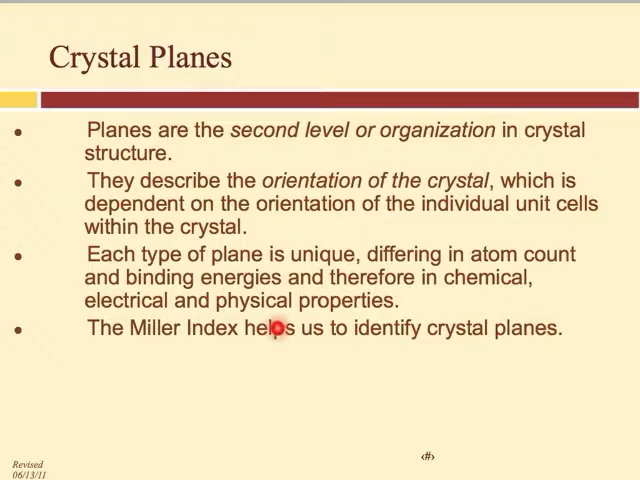 Crystal Planes
• Planes are the second level or organization in crystal
structure.
• They describe the orientation of the crystal, which is
dependent on the orientation of the individual unit cells
within the crystal.
• Each type of plane is unique, differing in atom count
and binding energies and therefore in chemical,
electrical and physical properties.
• The Miller Index helps us to identify crystal planes.
‹#›
Revised
06/13/11